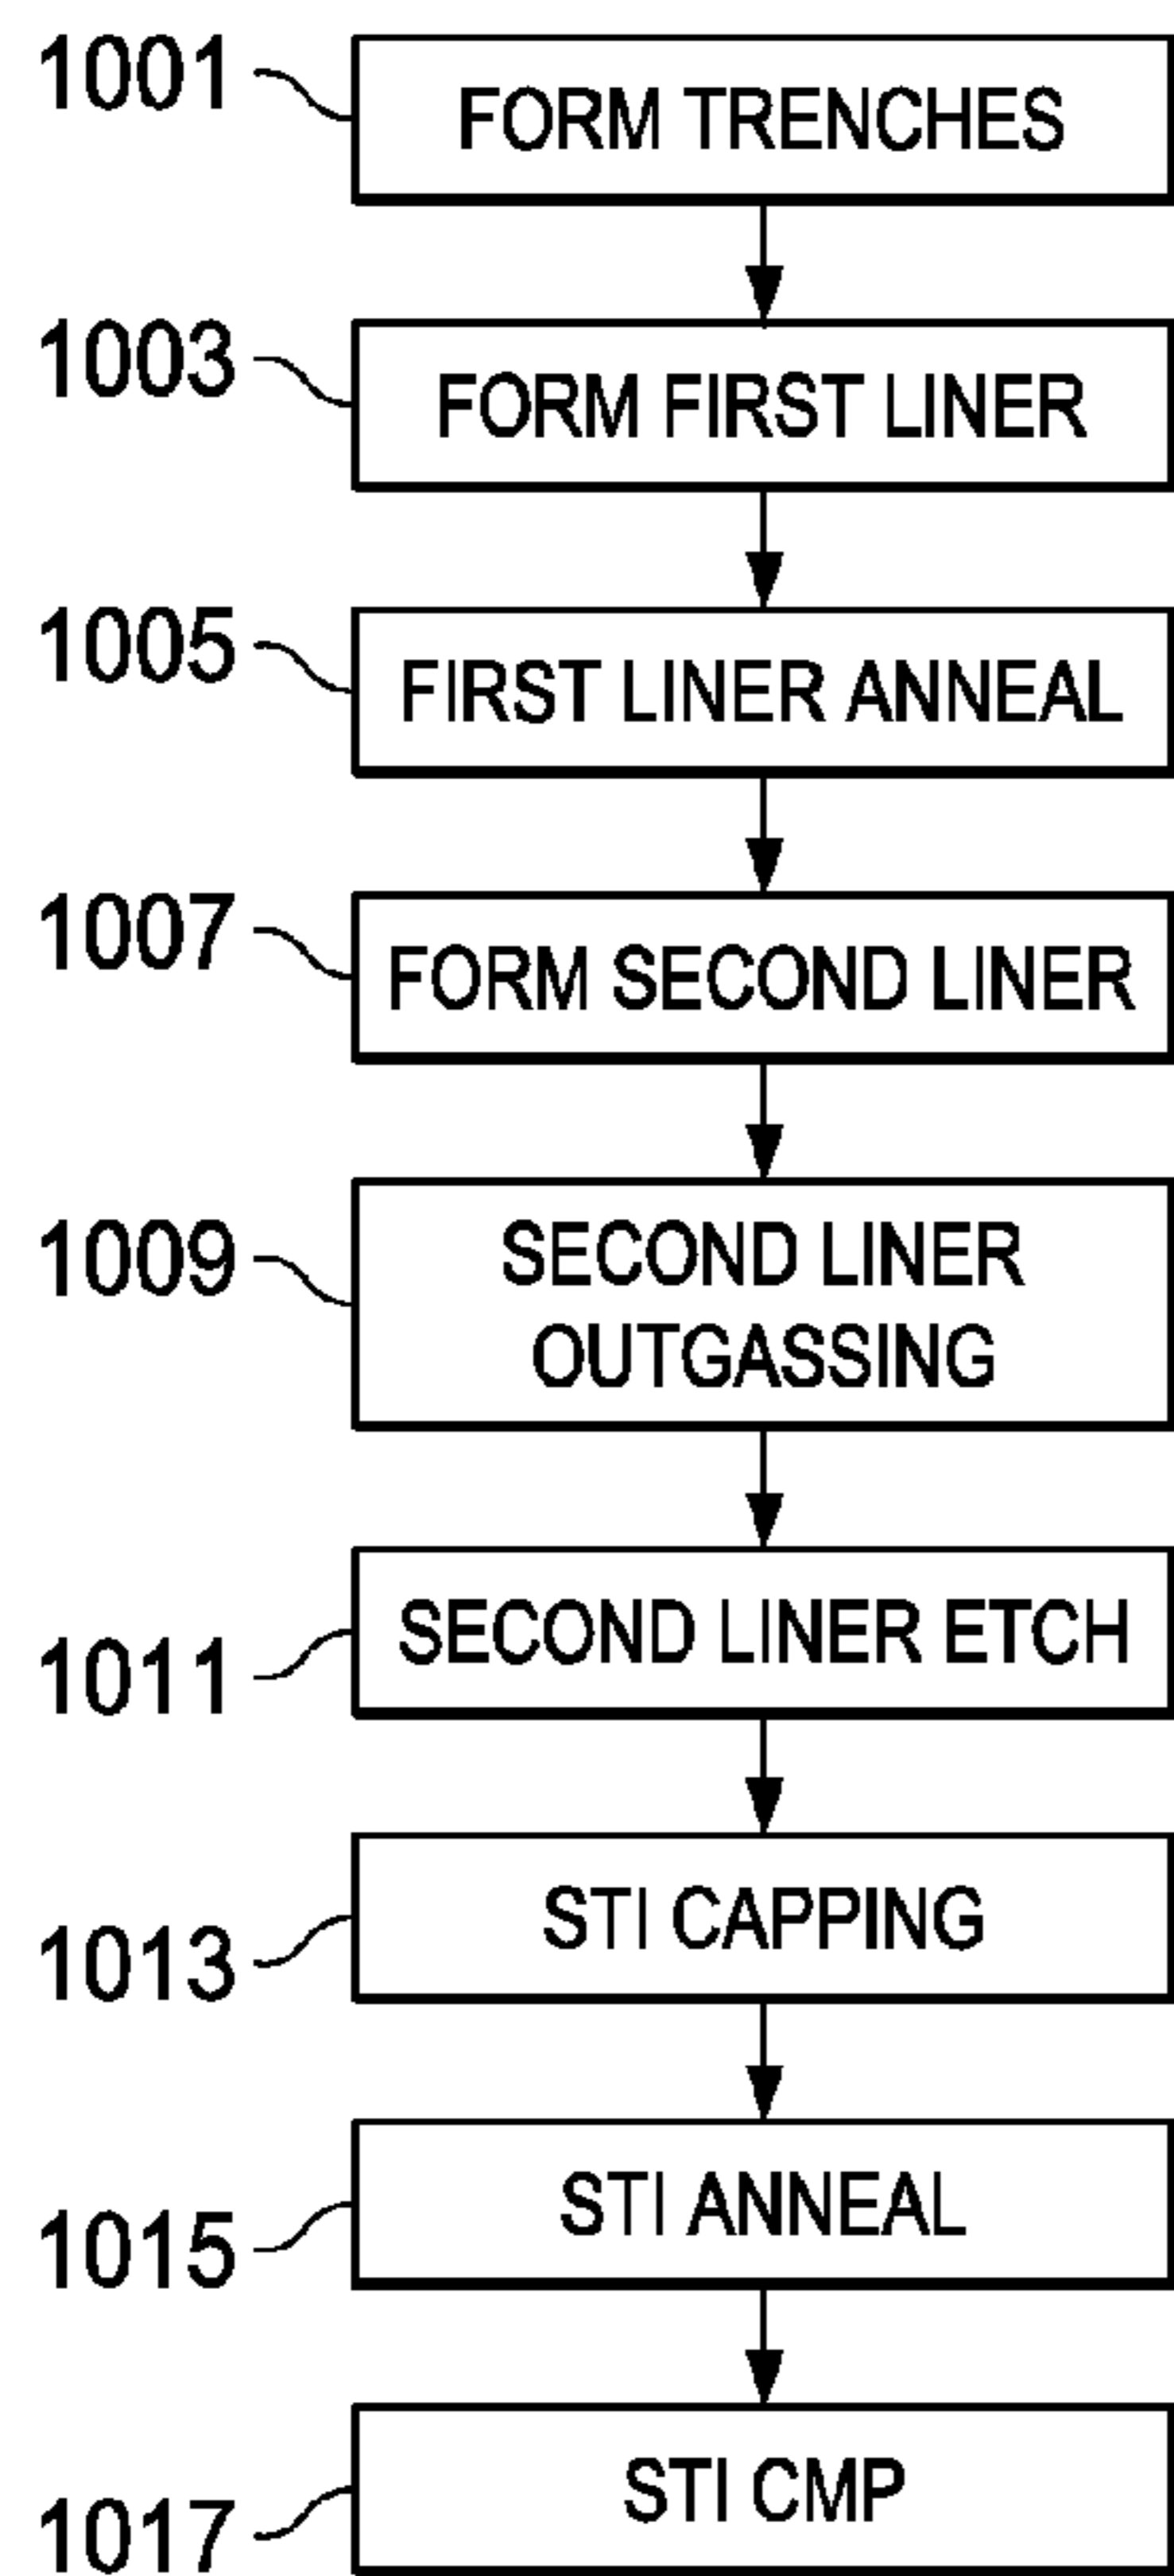 1001
FORM TRENCHES
1003
FORM FIRST LINER
1005
FIRST LINER ANNEAL
1007
FORM SECOND LINER
1009
SECOND LINER
OUTGASSING
1011
SECOND LINER ETCH
1013
STI CAPPING
1015
STI ANNEAL
1017
STI CMP